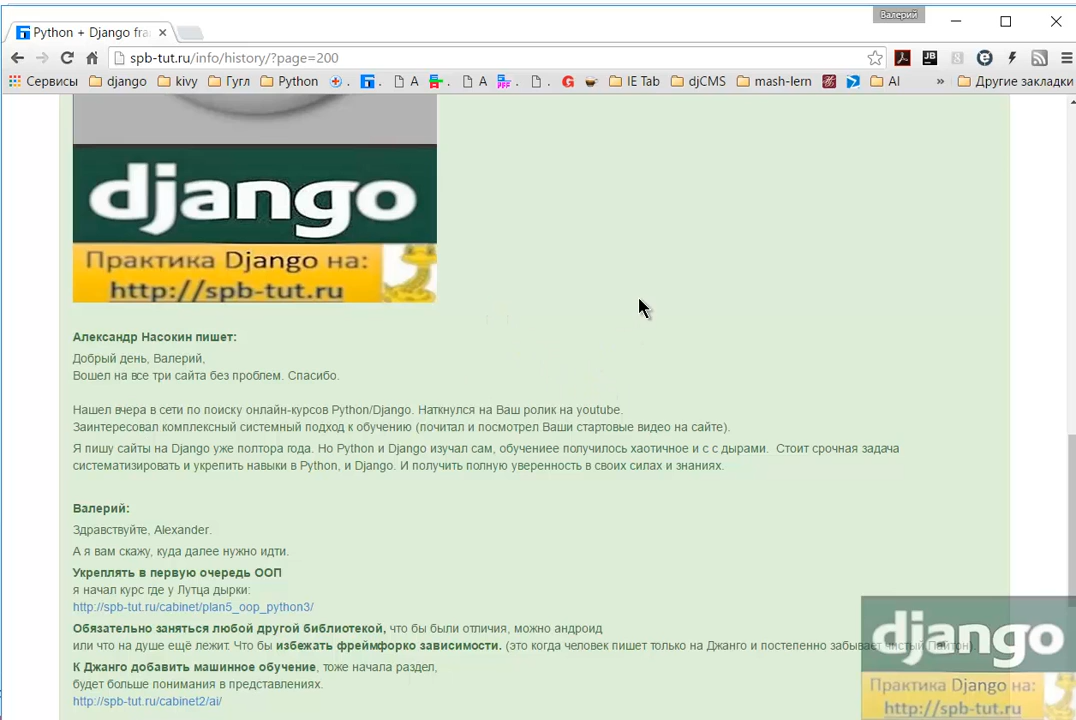 Валерий
Python + Django fra
spb-tut.ru/info/history/?page=200
Сервисы django kivy Гугл Python . . A A . G IE Tab djCMS mash-lern AI » Другие закладки
django
Практика Django на:
http://spb-tut.ru
Александр Насокин пишет:
Добрый день, Валерий,
Вошел на все три сайта без проблем. Спасибо.
Нашел вчера в сети по поиску онлайн-курсов Python/Django. Наткнулся на Ваш ролик на youtube.
Заинтересовал комплексный системный подход к обучению (почитал и посмотрел Ваши стартовые видео на сайте).
Я пишу сайты на Django уже полтора года. Но Python и Django изучал сам, обучениее получилось хаотичное и с с дырами. Стоит срочная задача
систематизировать и укрепить навыки в Python, и Django. И получить полную уверенность в своих силах и знаниях.
Валерий:
Здравствуйте, Alexander.
А я вам скажу, куда далее нужно идти.
Укреплять в первую очередь ООП
я начал курс где у Лутца дырки:
http://spb-tut.ru/cabinet/plan5_oop_python3/
Обязательно заняться любой другой библиотекой, что бы были отличия, можно андроид
или что на душе ещё лежит. Что бы избежать фреймфорко зависимости. (это когда человек пишет только на Джанго и постепенно забывает чистый Пайтон).
К Джанго добавить машинное обучение, тоже начала раздел,
будет больше понимания в представлениях.
http://spb-tut.ru/cabinet2/ai/
django
Практика Django на:
http://spb-tut.ru